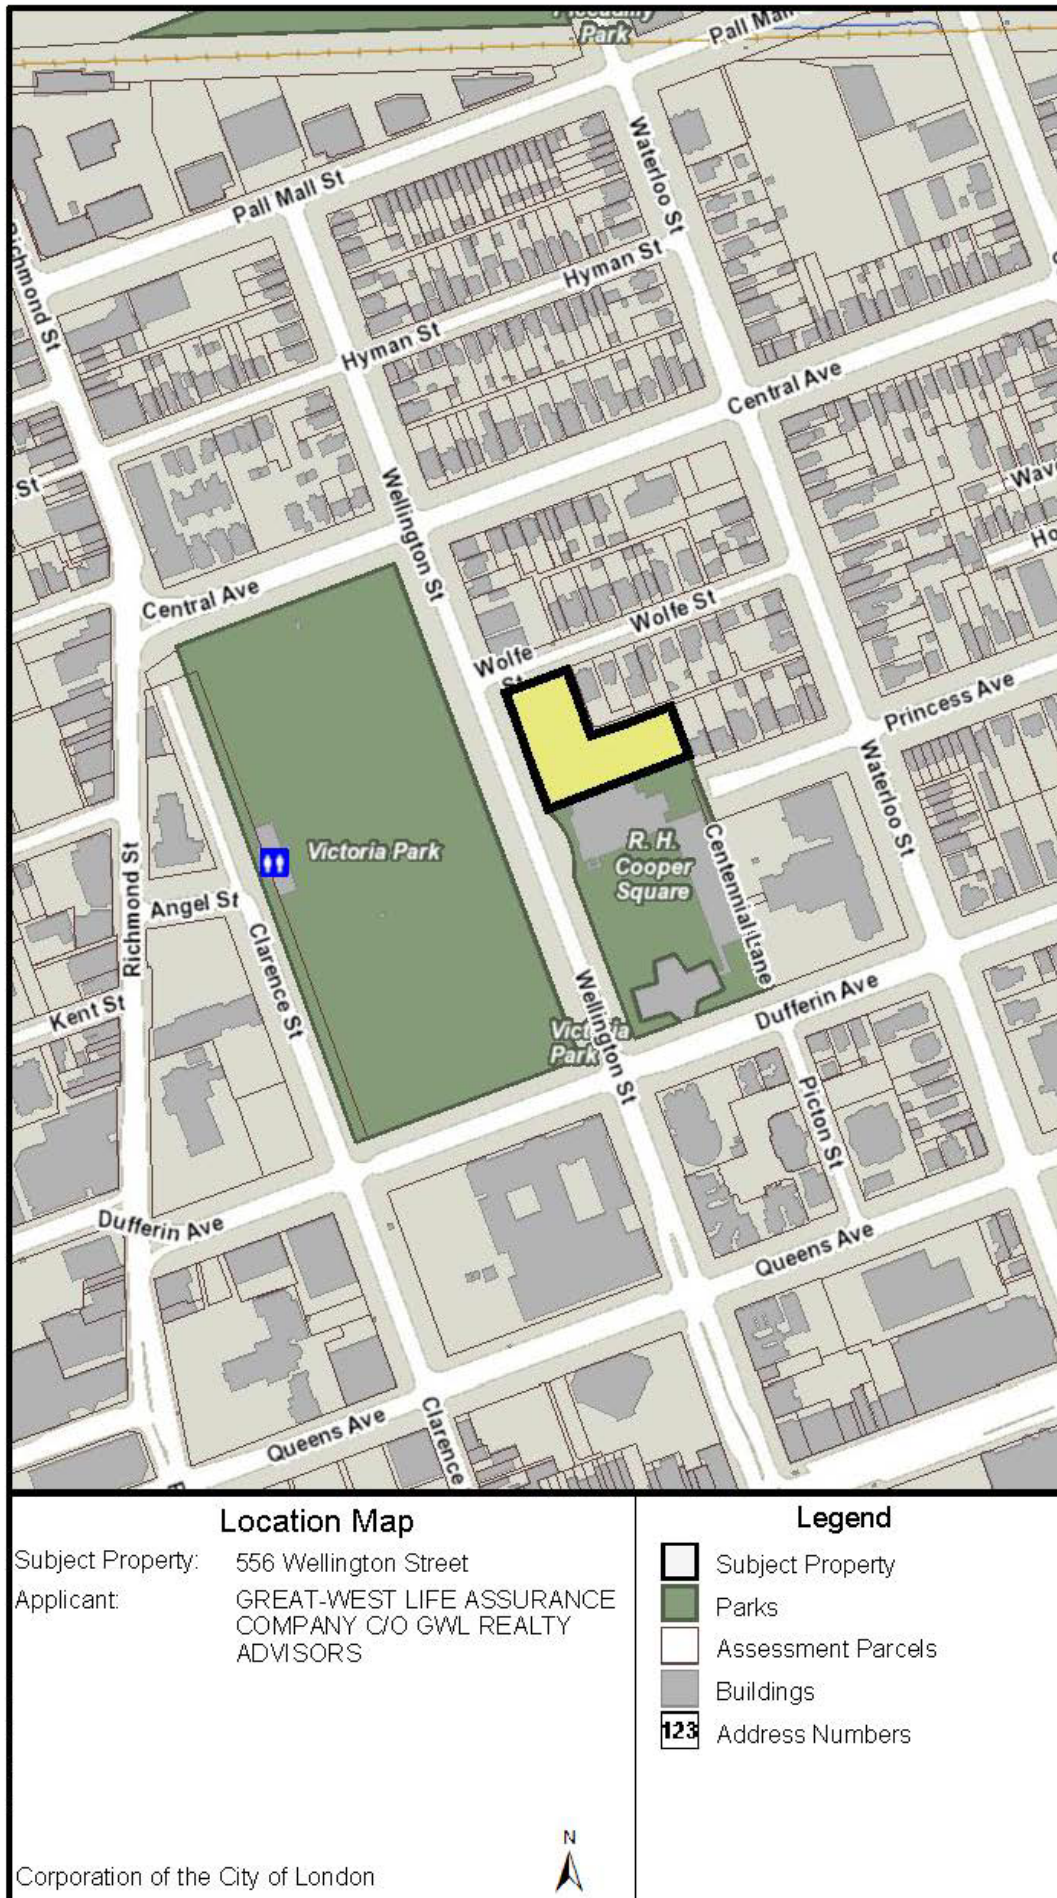 Piccadilly
Park
Pall Mall
Pall Mall St
Waterloo St
Richmond St
Hyman St
Hyman St
Central Ave
St
Wellington St
Central Ave
Wolfe St
Wolfe
St
Princess Ave
Waterloo St
Victoria Park
R. H.
Cooper
Square
Centennial Lane
Richmond St
Angel St
Clarence St
Kent St
Wellington St
Victoria
Park
Dufferin Ave
Picton St
Dufferin Ave
Queens Ave
Queens Ave
Clarence
Location Map
Subject Property: 556 Wellington Street
Applicant: GREAT-WEST LIFE ASSURANCE
COMPANY C/O GWL REALTY
ADVISORS
N
Corporation of the City of London
Legend
Subject Property
Parks
Assessment Parcels
Buildings
123 Address Numbers